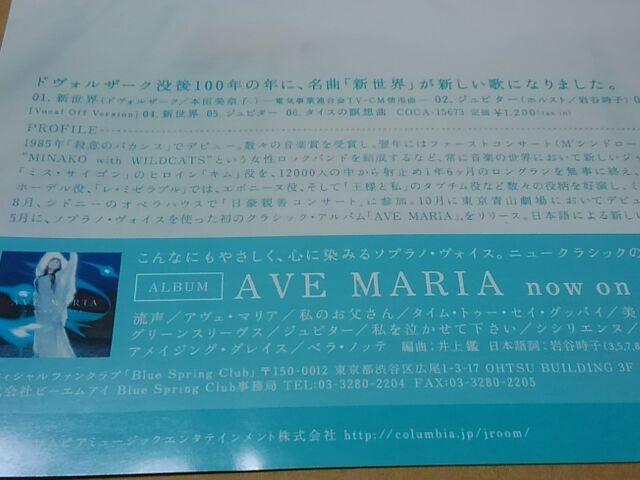 ドヴォルザーク没後100年の年に、名曲「新世界」が新しい歌になりました。
01. 新世界(ドヴォルザーク/本田美奈子.)―電気事業連合会TV-CM使用曲― 02. ジュピター(ホルスト/岩谷時子)
[Vocal Off Version] 04. 新世界 05. ジュピター 06. タイスの瞑想曲 COCA-15673 定価¥1,200(tax in)
PROFILE
1985年「殺意のバカンス」でデビュー。数々の音楽賞を受賞し、翌年にはファーストコンサート(M'シンドロー
"MINAKO with WILDCATS"という女性ロックバンドを結成するなど、常に音楽の世界において新しいジ
「ミス・サイゴン」のヒロイン「キム」役を、12000人の中から射止め1年6ヶ月のロングランを無事に終え、
ホーデル役、「レ・ミゼラブル」では、エポニーヌ役、そして「王様と私」のタプチム役など数々の役柄を好演し、
8月、シドニーのオペラハウスで「日豪親善コンサート」に参加。10月に東京青山劇場においてデビ
5月に、ソプラノ・ヴォイスを使った初のクラシック・アルバム「AVE MARIA」をリリース。日本語による新しい
AVE MARIA
こんなにもやさしく、心に染みるソプラノ・ヴォイス。ニュークラシックの
ALBUM AVE MARIA now on
流声/アヴェ・マリア/私のお父さん/タイム・トゥー・セイ・グッバイ/美
グリーンスリーヴス/ジュピター/私を泣かせて下さい/シシリエンヌ/
アメイジング・グレイス/ベラ・ノッテ 編曲:井上鑑 日本語詞:岩谷時子(3,5,7,8
ィシャルファンクラブ「Blue Spring Club」〒150-0012 東京都渋谷区広尾1-3-17 OHTSU BUILDING 3F
式会社ビーエムアイ Blue Spring Club事務局 TEL:03-3280-2204 FAX:03-3280-2205
ムビアミュージックエンタテインメント株式会社 http://columbia.jp/jroom/